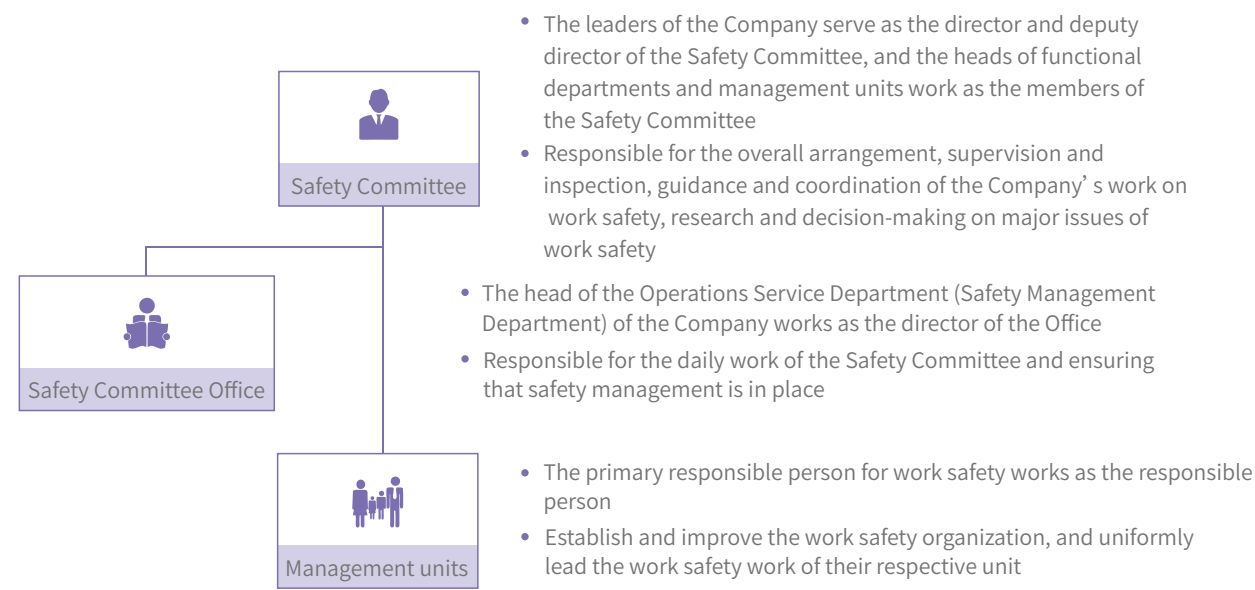 Safety Committee
• The leaders of the Company serve as the director and deputy
director of the Safety Committee, and the heads of functional
departments and management units work as the members of
the Safety Committee
• Responsible for the overall arrangement, supervision and
inspection, guidance and coordination of the Company’s work on
work safety, research and decision-making on major issues of
work safety
Safety Committee Office
• The head of the Operations Service Department (Safety Management
Department) of the Company works as the director of the Office
• Responsible for the daily work of the Safety Committee and ensuring
that safety management is in place
Management units
• The primary responsible person for work safety works as the responsible
person
• Establish and improve the work safety organization, and uniformly
lead the work safety work of their respective unit